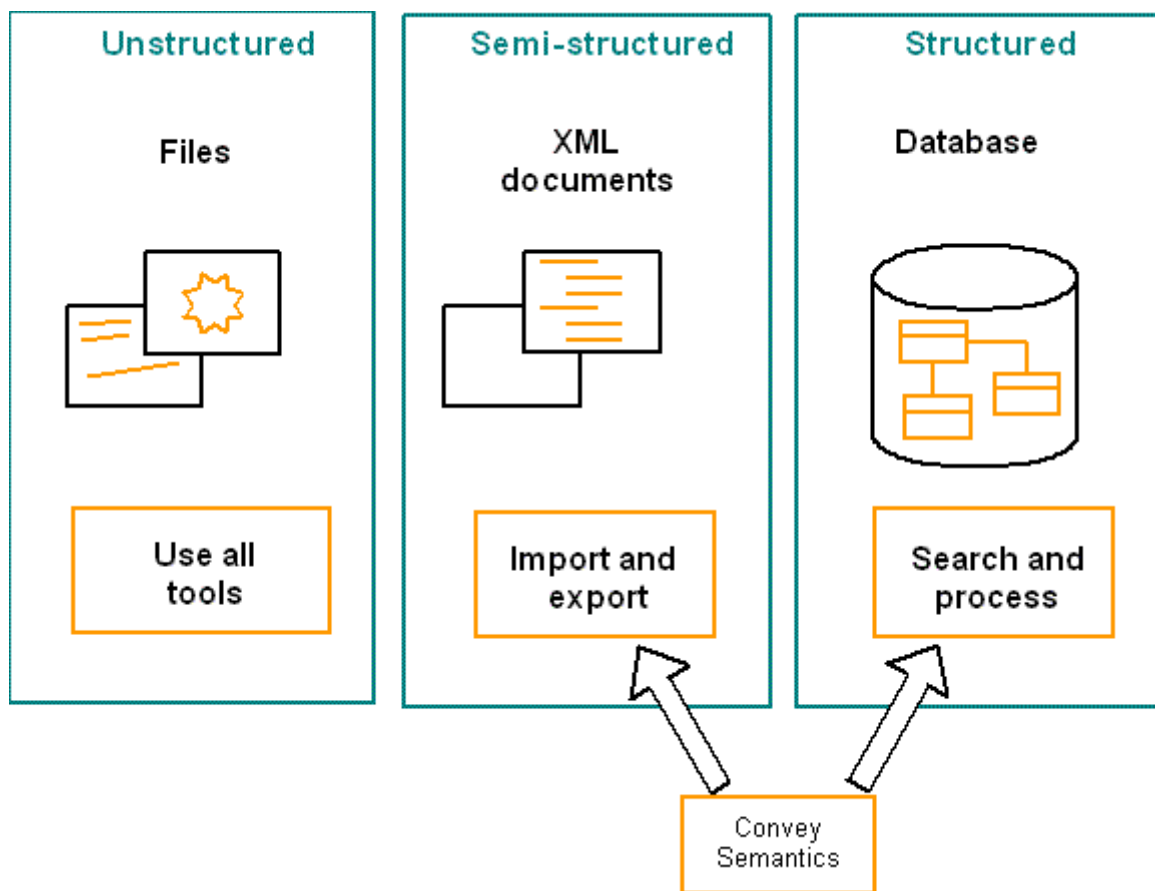 Unstructured
Files
Use all
tools
Semi-structured
XML
documents
Import and
export
Structured
Database
Search and
process
Convey
Semantics